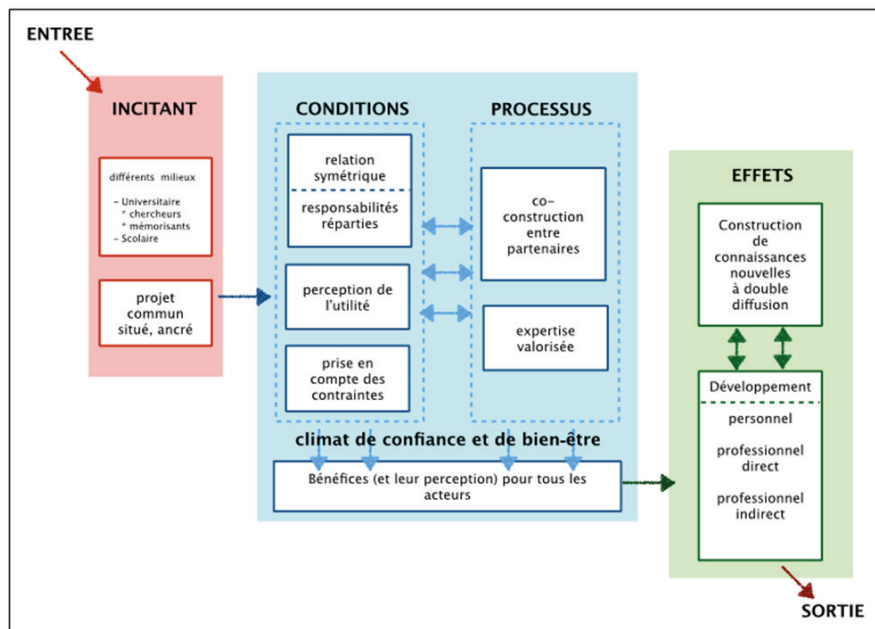 ENTREE
INCITANT
différents milieux
– Universitaire
* chercheurs
* mémorisants
– Scolaire
projet
commun
situé, ancré
CONDITIONS
relation
symétrique
responsabilités
réparties
perception de
l'utilité
prise en
compte des
contraintes
PROCESSUS
co-
construction
entre
partenaires
expertise
valorisée
climat de confiance et de bien-être
Bénéfices (et leur perception) pour tous les
acteurs
EFFETS
Construction
de
connaissances
nouvelles
à double
diffusion
Développement
personnel
professionnel
direct
professionnel
indirect
SORTIE